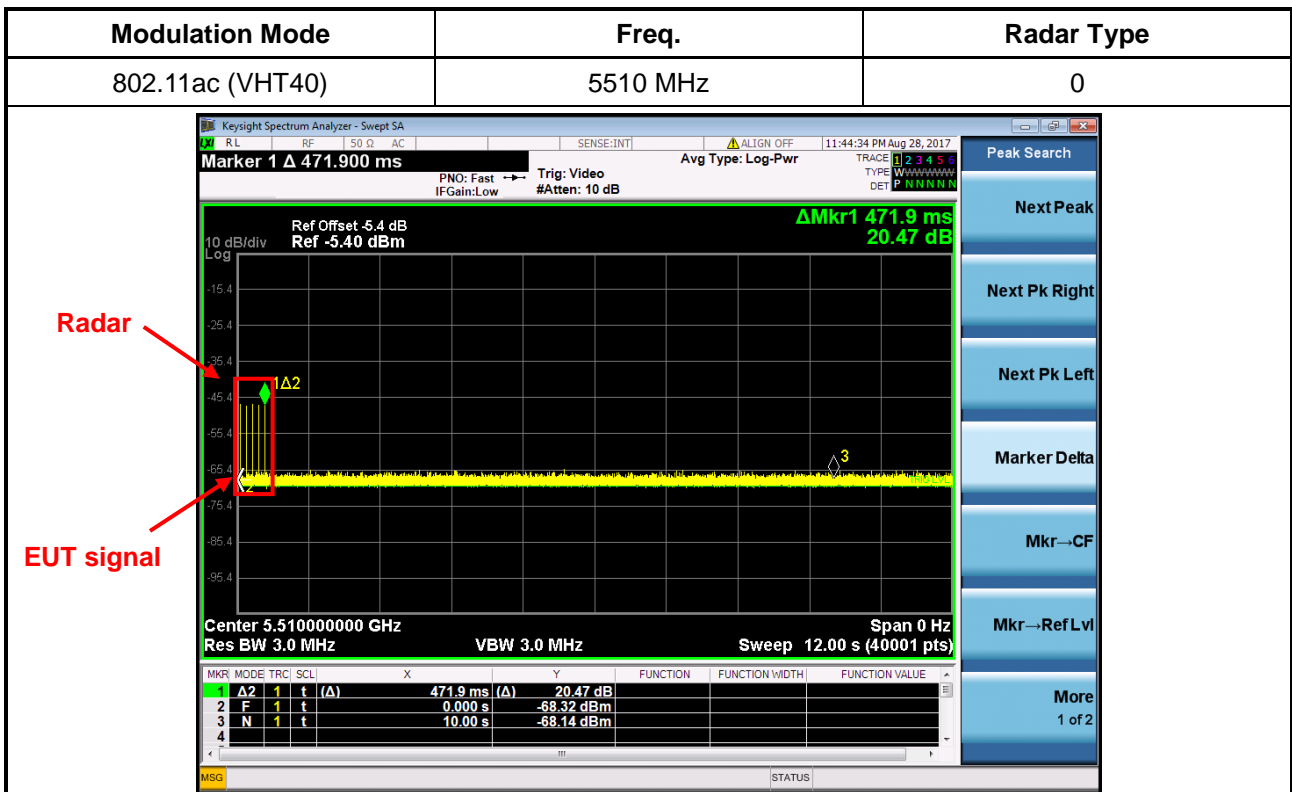 Modulation Mode Freq. Radar Type
802.11ac (VHT40) 5510 MHz 0
Keysight Spectrum Analyzer - Swept SA
LXI RL RF 50 Ω AC SENSE:INT ALIGN OFF 11:44:34 PM Aug 28, 2017
Marker 1 Δ 471.900 ms
PNO: Fast Trig: Video Avg Type: Log-Pwr TRACE 1 2 3 4 5 6
TYPE WWWWWW
IFGain:Low #Atten: 10 dB DET P N N N N N
Peak Search
ΔMkr1 471.9 ms
20.47 dB
Ref Offset -5.4 dB
10 dB/div Ref -5.40 dBm
Log
-15.4
-25.4
-35.4
-45.4
-55.4
-65.4
-75.4
-85.4
-95.4
Radar
EUT signal
1Δ2
3
2
TRIG LVL
Center 5.510000000 GHz Span 0 Hz
Res BW 3.0 MHz VBW 3.0 MHz Sweep 12.00 s (40001 pts)
MKR MODE TRC SCL X Y FUNCTION FUNCTION WIDTH FUNCTION VALUE
1 Δ2 1 t (Δ) 471.9 ms (Δ) 20.47 dB
2 F 1 t 0.000 s -68.32 dBm
3 N 1 t 10.00 s -68.14 dBm
4
MSG STATUS
Next Peak
Next Pk Right
Next Pk Left
Marker Delta
Mkr→CF
Mkr→Ref Lvl
More
1 of 2